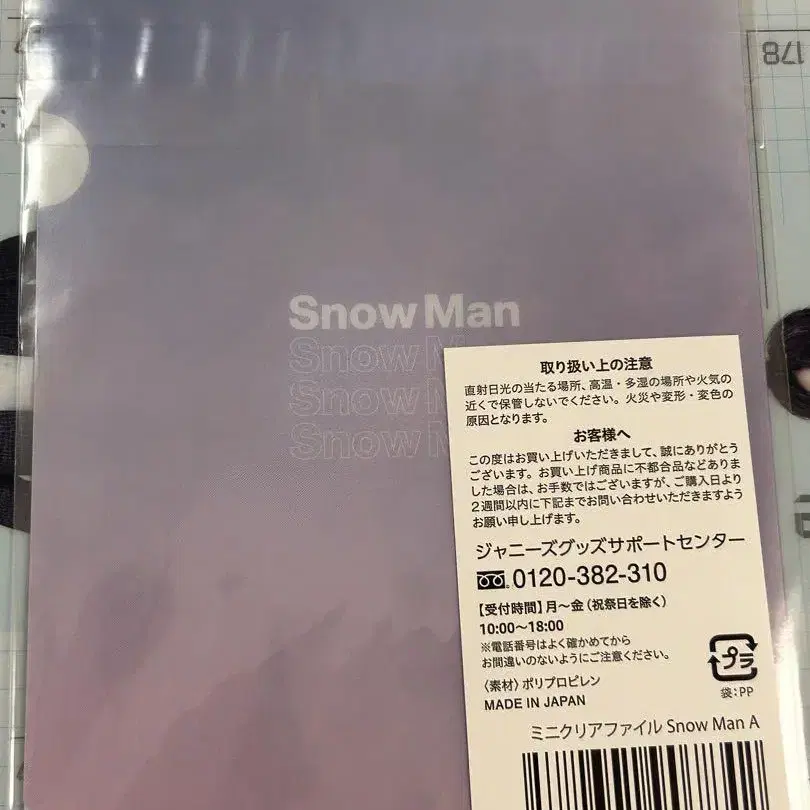 178
Snow Man
Snow M
Snow M
Snow M
取り扱い上の注意
直射日光の当たる場所、高温・多湿の場所や火気の
近くで保管しないでください。火災や変形・変色の
原因となります。
お客様へ
この度はお買い上げいただきまして、誠にありがとう
ございます。お買い上げ商品に不都合品などありま
した場合は、お手数ではございますが、ご購入日より
2週間以内に下記までお問い合わせいただきますよう
お願い申し上げます。
ジャニーズグッズサポートセンター
0120-382-310
【受付時間】月〜金（祝祭日を除く）
10:00〜18:00
※電話番号はよく確かめてから
お間違いのないようにご注意ください。
〈素材〉ポリプロピレン
MADE IN JAPAN
プラ
袋：PP
ミニクリアファイル Snow Man A